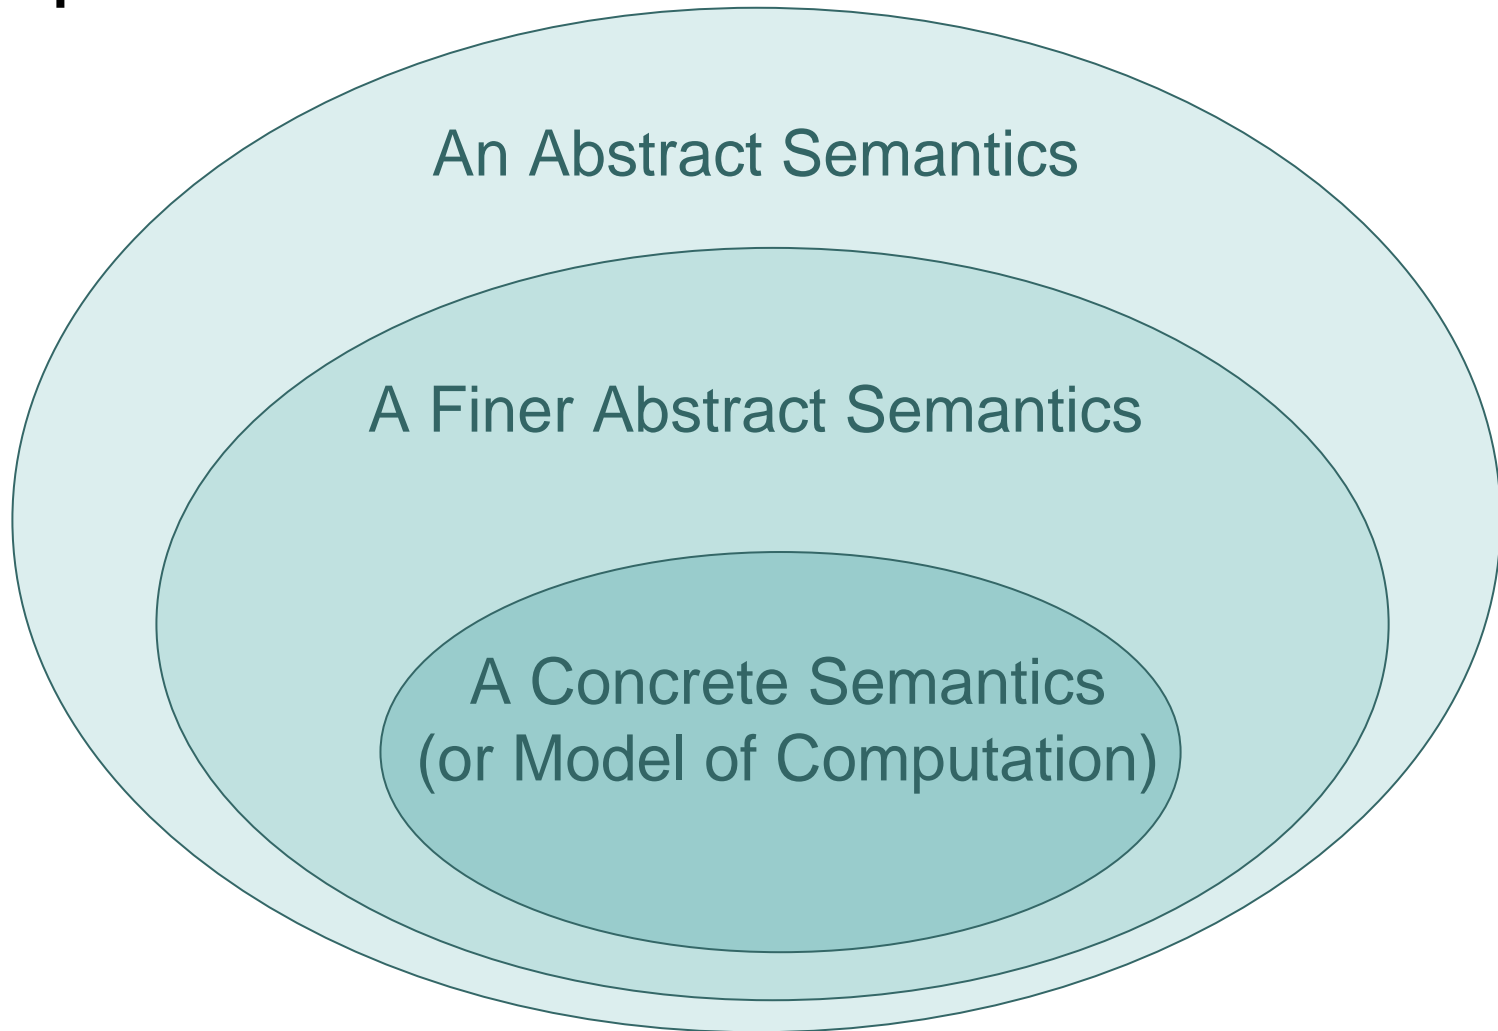 An Abstract Semantics
A Finer Abstract Semantics
A Concrete Semantics
(or Model of Computation)